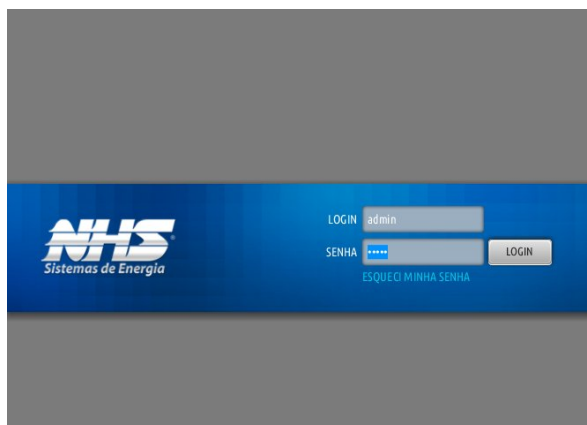 NHS
Sistemas de Energia
LOGIN admin
SENHA ••••• LOGIN
ESQUECI MINHA SENHA